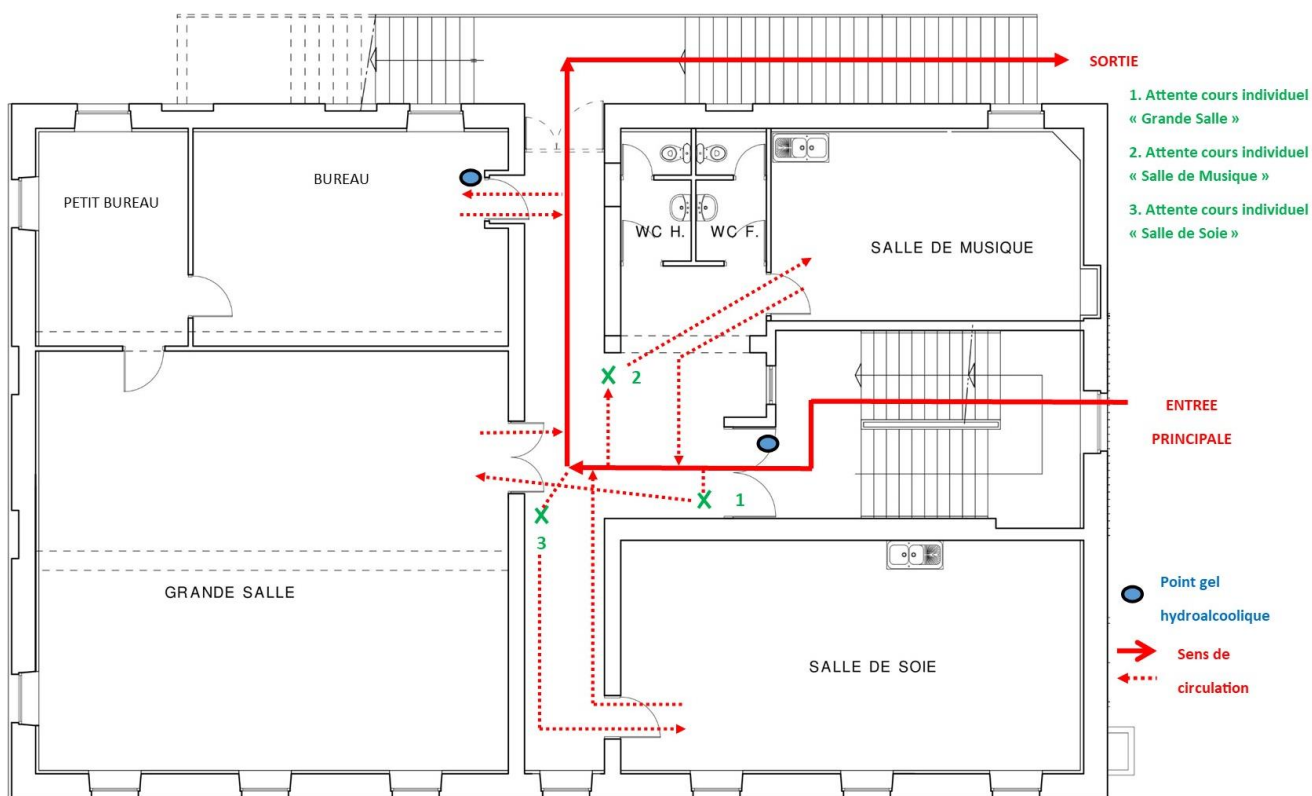 SORTIE
1. Attente cours individuel
« Grande Salle »
2. Attente cours individuel
« Salle de Musique »
3. Attente cours individuel
« Salle de Soie »
BUREAU
PETIT BUREAU
WC H.
WC F.
SALLE DE MUSIQUE
X 2
ENTREE
PRINCIPALE
X 1
X
3
GRANDE SALLE
SALLE DE SOIE
Point gel
hydroalcoolique
Sens de
circulation